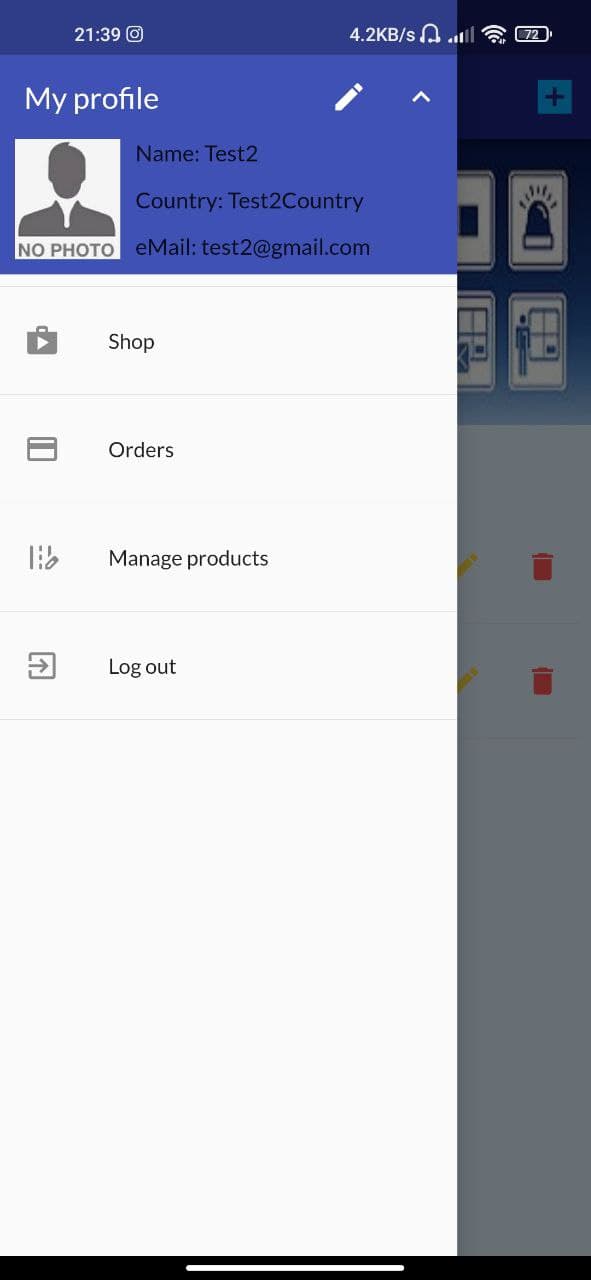 21:39 4.2KB/s 72
My profile
Name: Test2
Country: Test2Country
eMail: test2@gmail.com
NO PHOTO
Shop
Orders
Manage products
Log out